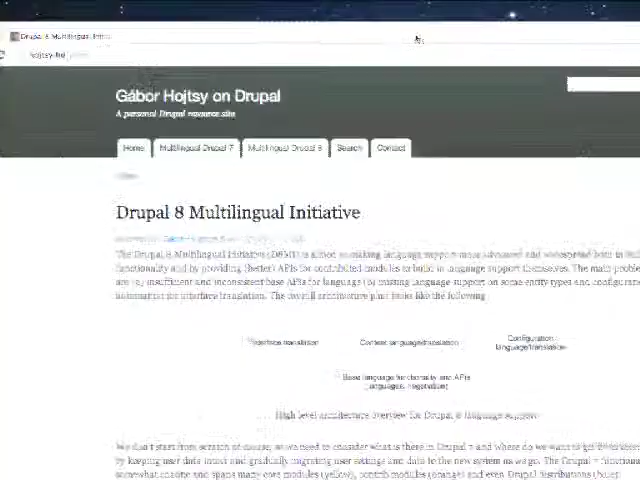 Drupal 8 Multilingual Initi
hojtsy.hu
Gábor Hojtsy on Drupal
A personal Drupal resource site
Home Multilingual Drupal 7 Multilingual Drupal 8 Search Contact
Drupal 8 Multilingual Initiative
The Drupal 8 Multilingual Initiative (D8MI) is aimed at making language support more advanced and widespread both in
functionality and by providing (better) APIs for contributed modules to build in language support themselves. The main proble
are (a) insufficient and inconsistent base APIs for language (b) missing language support on some entity types and configura
automation for interface translation. The overall architecture plan looks like the following
Interface translation Content language/translation Configuration
language/translation
Base language functionality and APIs
(languages, negotiation)
High level architecture overview for Drupal 8 language support
We don't start from scratch of course, so we need to consider what is there in Drupal 7 and where do we want to get
by keeping user data intact and gradually migrating user settings and data to the new system as we go. The Drupal 7
somewhat chaotic and spans many core modules (yellow), contrib modules (orange) and even Drupal distributions (blue)